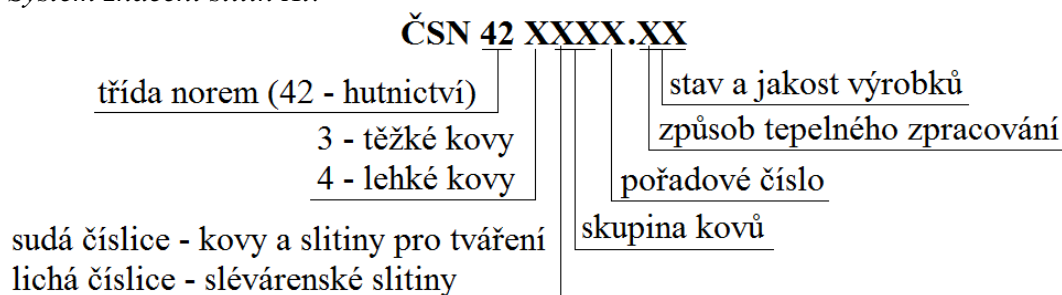 ČSN 42 XXXX.XX
třída norem (42 - hutnictví)
stav a jakost výrobků
3 - těžké kovy
způsob tepelného zpracování
4 - lehké kovy
pořadové číslo
sudá číslice - kovy a slitiny pro tváření
skupina kovů
lichá číslice - slévárenské slitiny